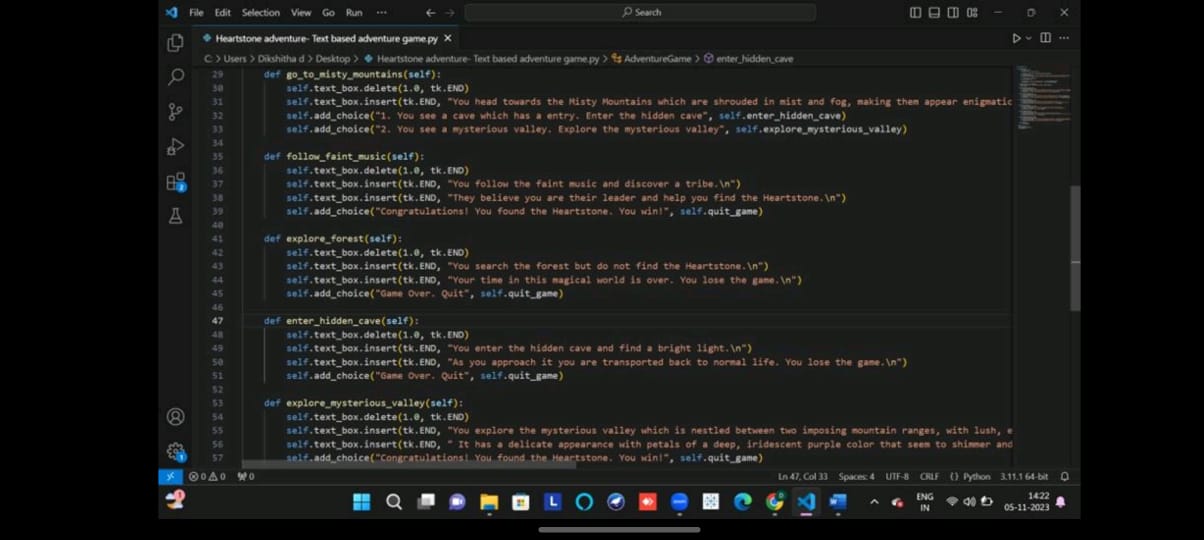 File Edit Selection View Go Run ··· Search
Heartstone adventure- Text based adventure game.py
C: > Users > Dikshitha d > Desktop > Heartstone adventure- Text based adventure game.py > AdventureGame > enter_hidden_cave
29 def go_to_misty_mountains(self):
30 self.text_box.delete(1.0, tk.END)
31 self.text_box.insert(tk.END, "You head towards the Misty Mountains which are shrouded in mist and fog, making them appear enigmatic
32 self.add_choice("1. You see a cave which has a entry. Enter the hidden cave", self.enter_hidden_cave)
33 self.add_choice("2. You see a mysterious valley. Explore the mysterious valley", self.explore_mysterious_valley)
34
35 def follow_faint_music(self):
36 self.text_box.delete(1.0, tk.END)
37 self.text_box.insert(tk.END, "You follow the faint music and discover a tribe.\n")
38 self.text_box.insert(tk.END, "They believe you are their leader and help you find the Heartstone.\n")
39 self.add_choice("Congratulations! You found the Heartstone. You win!", self.quit_game)
40
41 def explore_forest(self):
42 self.text_box.delete(1.0, tk.END)
43 self.text_box.insert(tk.END, "You search the forest but do not find the Heartstone.\n")
44 self.text_box.insert(tk.END, "Your time in this magical world is over. You lose the game.\n")
45 self.add_choice("Game Over. Quit", self.quit_game)
46
47 def enter_hidden_cave(self):
48 self.text_box.delete(1.0, tk.END)
49 self.text_box.insert(tk.END, "You enter the hidden cave and find a bright light.\n")
50 self.text_box.insert(tk.END, "As you approach it you are transported back to normal life. You lose the game.\n")
51 self.add_choice("Game Over. Quit", self.quit_game)
52
53 def explore_mysterious_valley(self):
54 self.text_box.delete(1.0, tk.END)
55 self.text_box.insert(tk.END, "You explore the mysterious valley which is nestled between two imposing mountain ranges, with lush, e
56 self.text_box.insert(tk.END, " It has a delicate appearance with petals of a deep, iridescent purple color that seem to shimmer and
57 self.add_choice("Congratulations! You found the Heartstone. You win!", self.quit_game)
0 0 0 Ln 47, Col 33 Spaces: 4 UTF-8 CRLF {} Python 3.11.1 64-bit
ENG IN 14:22 05-11-2023